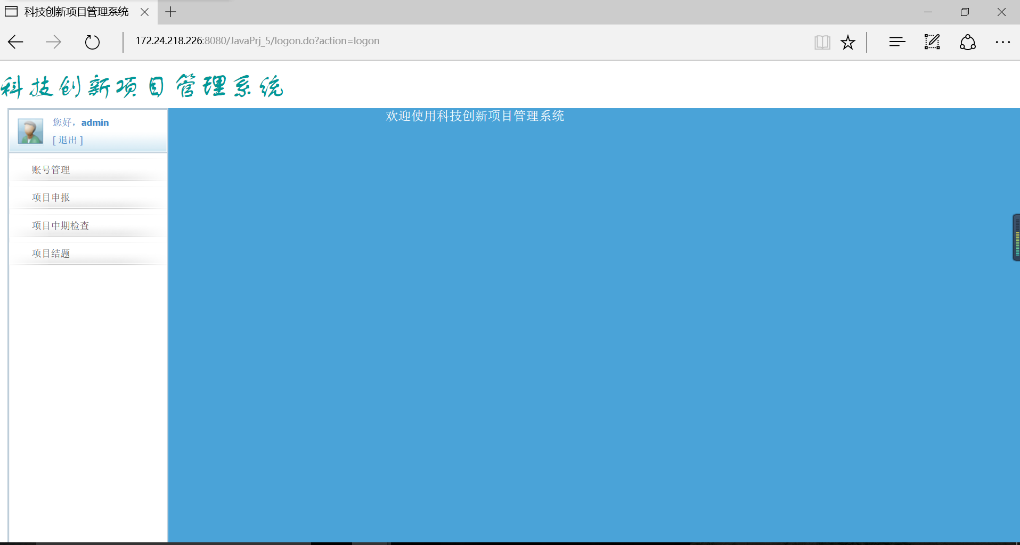 科技创新项目管理系统
172.24.218.226:8080/JavaPrj_5/logon.do?action=logon
科技创新项目管理系统
您好，admin
[ 退出 ]
账号管理
项目申报
项目中期检查
项目结题
欢迎使用科技创新项目管理系统